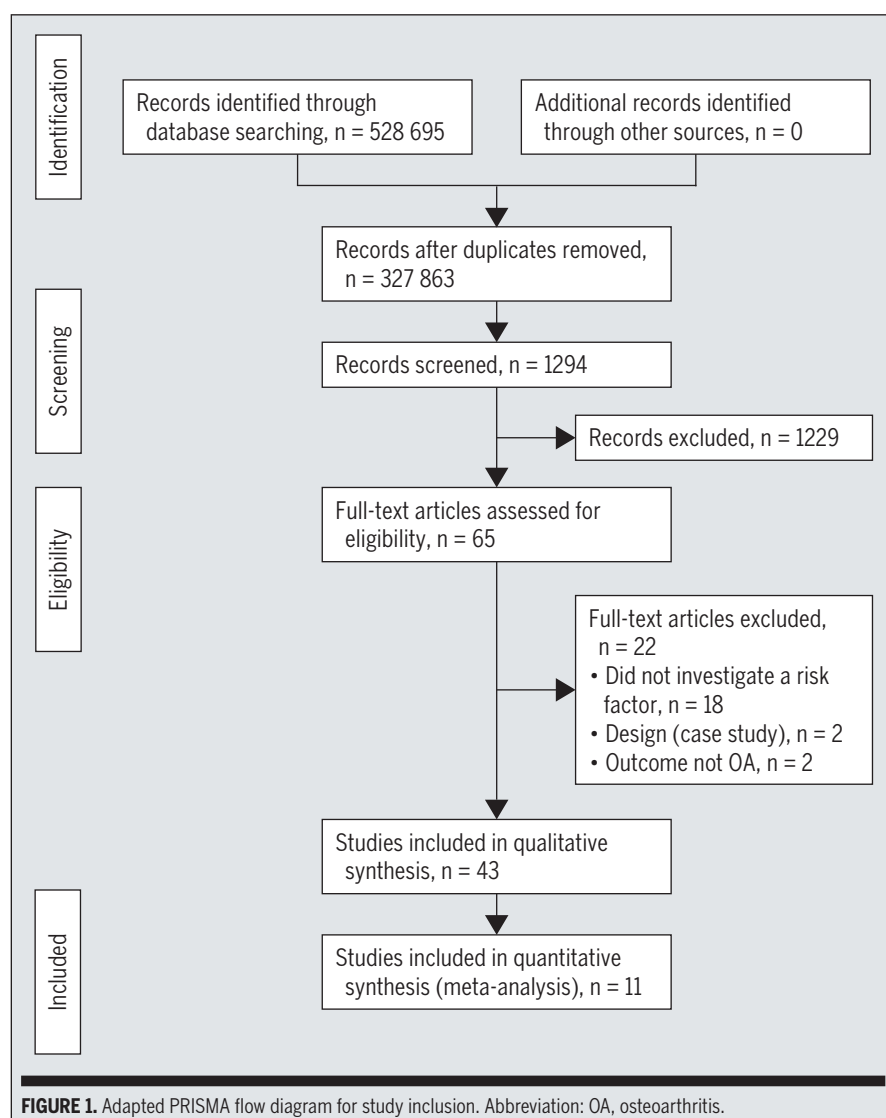 Identification
Records identified through
database searching, n = 528 695
Additional records identified
through other sources, n = 0
Records after duplicates removed,
n = 327 863
Screening
Records screened, n = 1294
Records excluded, n = 1229
Eligibility
Full-text articles assessed for
eligibility, n = 65
Full-text articles excluded,
n = 22
• Did not investigate a risk
factor, n = 18
• Design (case study), n = 2
• Outcome not OA, n = 2
Studies included in qualitative
synthesis, n = 43
Included
Studies included in quantitative
synthesis (meta-analysis), n = 11
FIGURE 1. Adapted PRISMA flow diagram for study inclusion. Abbreviation: OA, osteoarthritis.